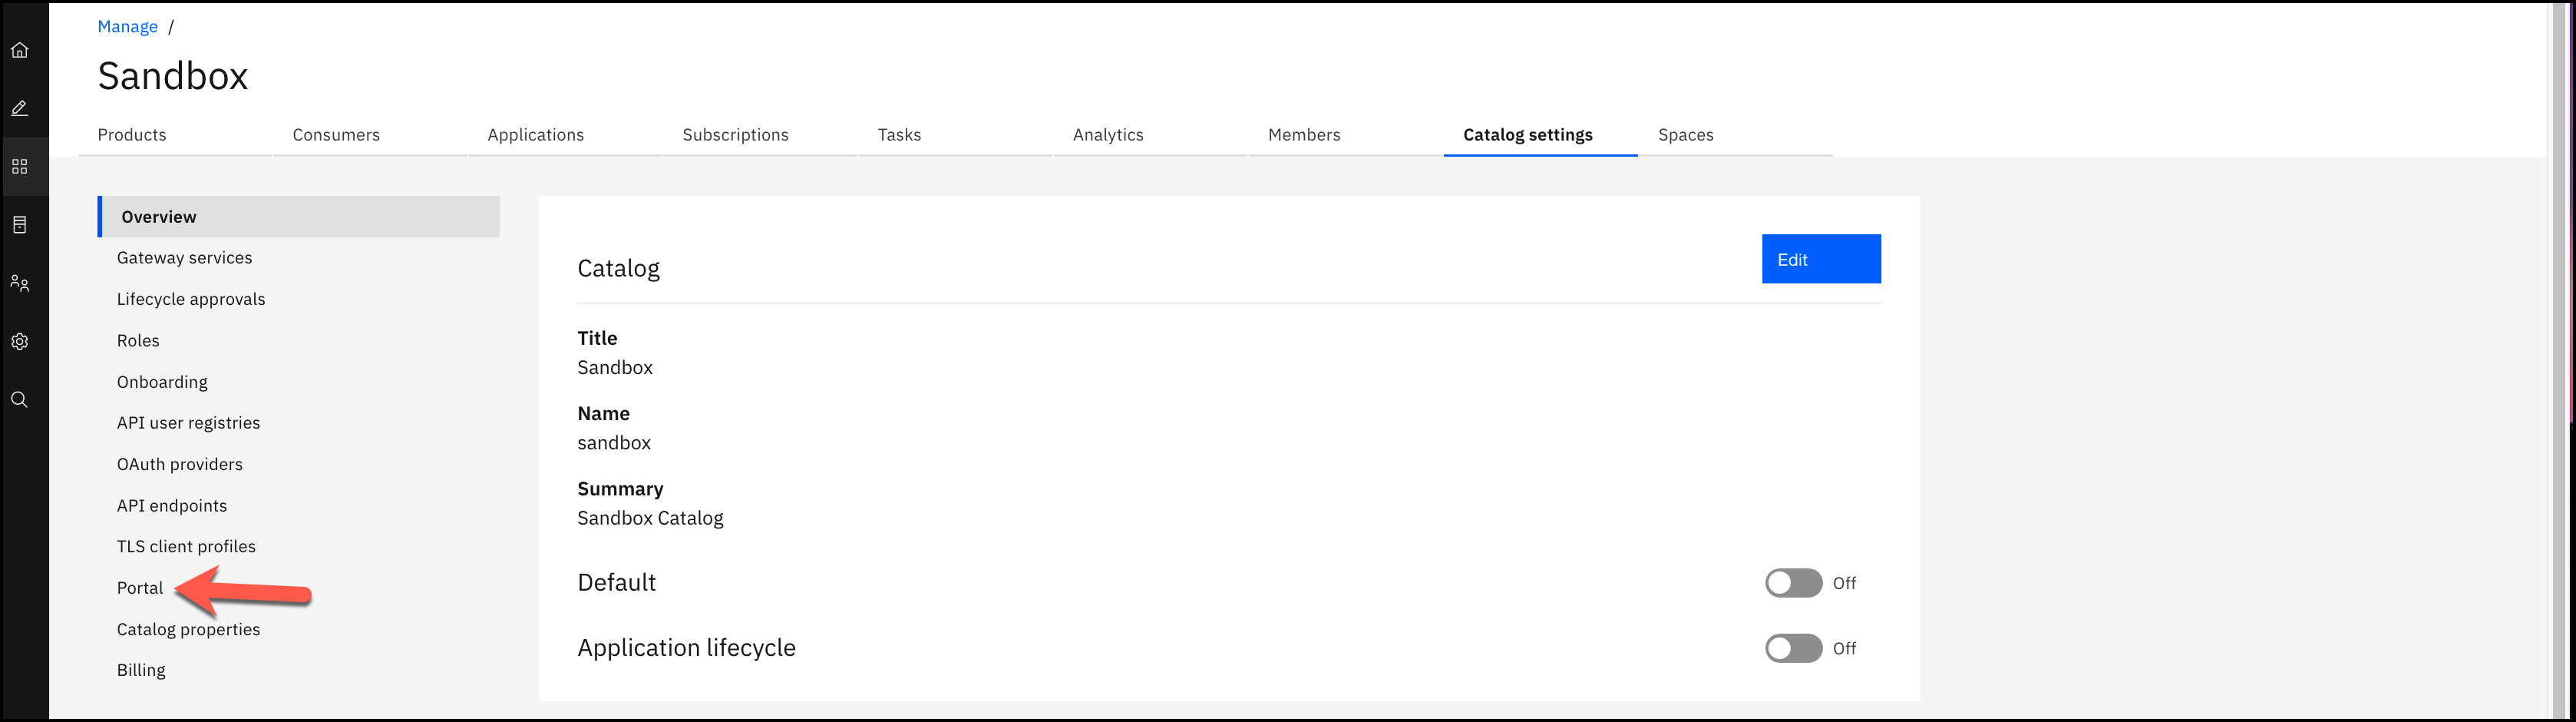 Manage /
Sandbox
Products Consumers Applications Subscriptions Tasks Analytics Members Catalog settings Spaces
Overview
Gateway services
Lifecycle approvals
Roles
Onboarding
API user registries
OAuth providers
API endpoints
TLS client profiles
Portal
Catalog properties
Billing
Catalog
Edit
Title
Sandbox
Name
sandbox
Summary
Sandbox Catalog
Default Off
Application lifecycle Off